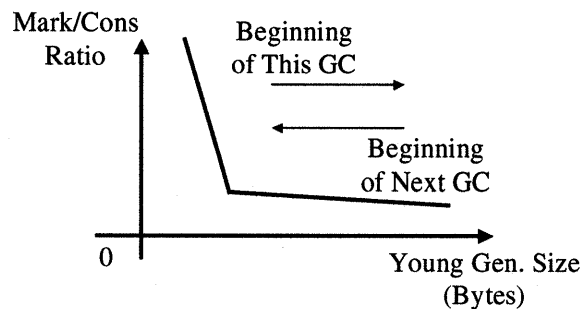 Mark/Cons
Ratio
Beginning
of This GC
Beginning
of Next GC
0
Young Gen. Size
(Bytes)